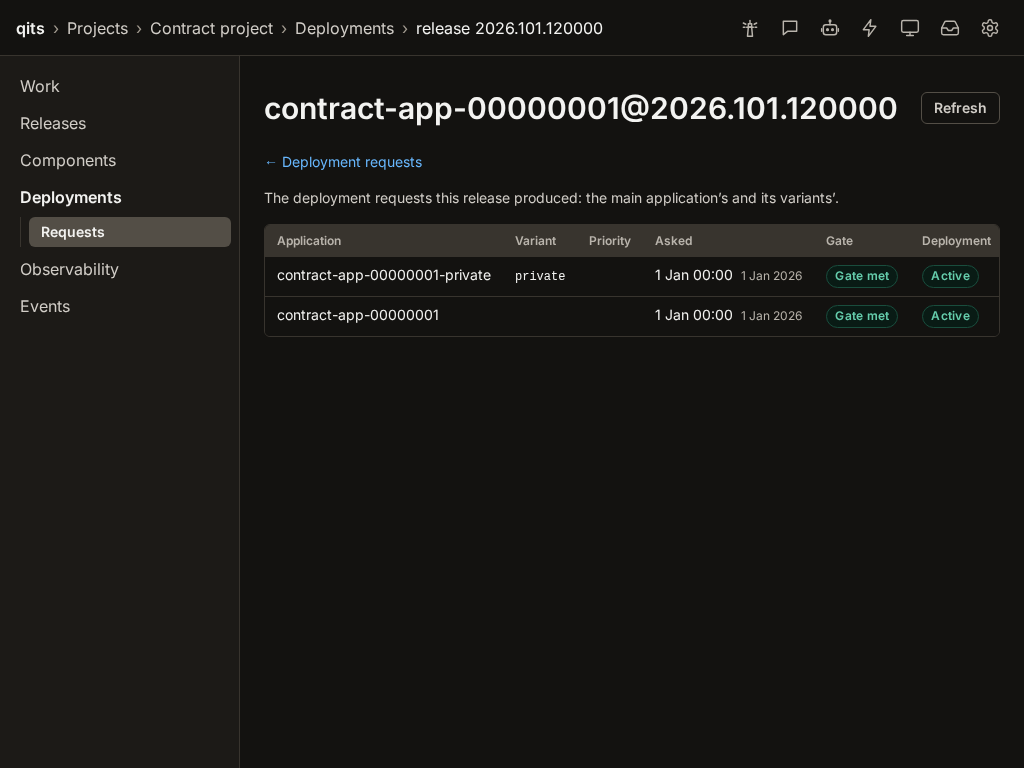 qits › Projects › Contract project › Deployments › release 2026.101.120000
Work
Releases
Components
Deployments
Requests
Observability
Events
contract-app-00000001@2026.101.120000
Refresh
← Deployment requests
The deployment requests this release produced: the main application’s and its variants’.
Application Variant Priority Asked Gate Deployment
contract-app-00000001-private private 1 Jan 00:00 1 Jan 2026 Gate met Active
contract-app-00000001 1 Jan 00:00 1 Jan 2026 Gate met Active